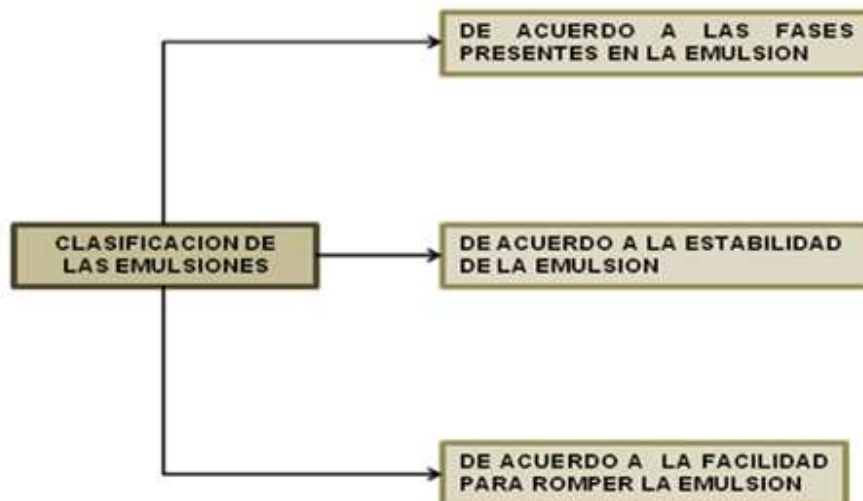 DE ACUERDO A LAS FASES
PRESENTES EN LA EMULSION
CLASIFICACION DE
LAS EMULSIONES
DE ACUERDO A LA ESTABILIDAD
DE LA EMULSION
DE ACUERDO A LA FACILIDAD
PARA ROMPER LA EMULSION